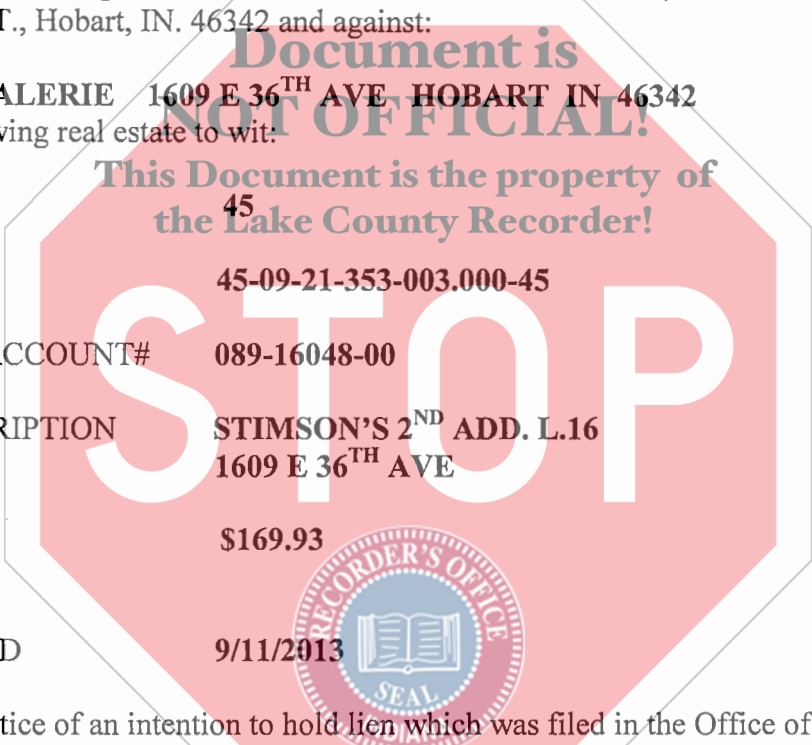 T., Hobart, IN. 46342 and against:
Document is
ALERIE 1609 E 36TH AVE HOBART IN 46342
NOT OFFICIAL!
ving real estate to wit:
This Document is the property of
45
the Lake County Recorder!
45-09-21-353-003.000-45
STOP
ACCOUNT# 089-16048-00
RIPTION STIMSON'S 2ND ADD. L.16
1609 E 36TH AVE
$169.93
RECORDER'S OFFICE
D 9/11/2013
SEAL
tice of an intention to hold lien which was filed in the Office of